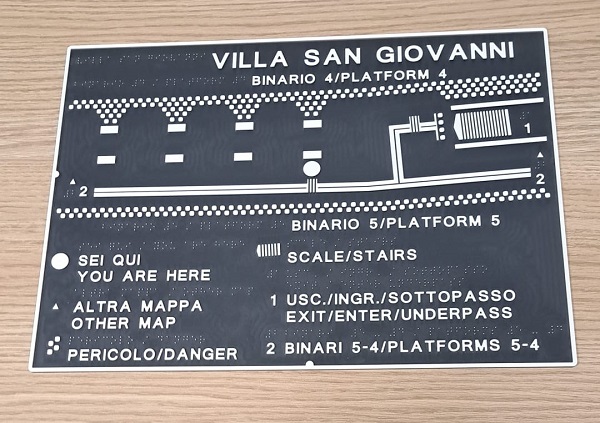 VILLA SAN GIOVANNI
BINARIO 4/PLATFORM 4
1
2
2
BINARIO 5/PLATFORM 5
SEI QUI
YOU ARE HERE
ALTRA MAPPA
OTHER MAP
PERICOLO/DANGER
SCALE/STAIRS
1 USC./INGR./SOTTOPASSO
EXIT/ENTER/UNDERPASS
2 BINARI 5-4/PLATFORMS 5-4